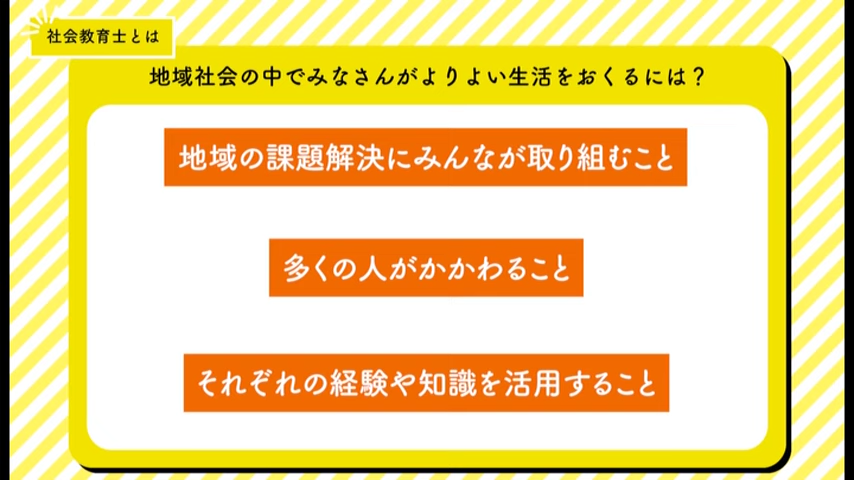 社会教育士とは
地域社会の中でみなさんがよりよい生活をおくるには？
地域の課題解決にみんなが取り組むこと
多くの人がかかわること
それぞれの経験や知識を活用すること